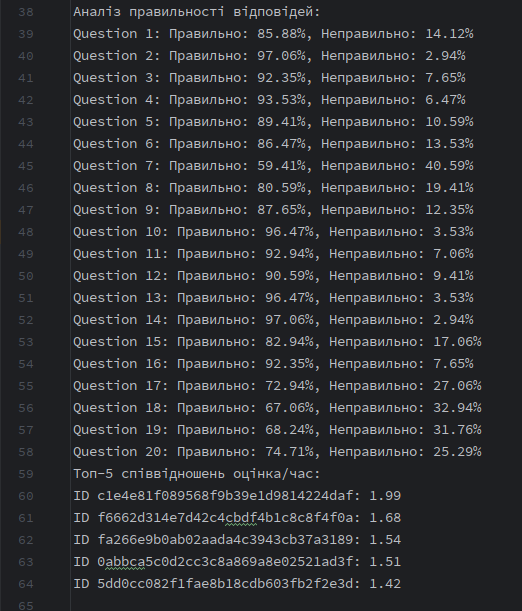 38 Аналіз правильності відповідей:
39 Question 1: Правильно: 85.88%, Неправильно: 14.12%
40 Question 2: Правильно: 97.06%, Неправильно: 2.94%
41 Question 3: Правильно: 92.35%, Неправильно: 7.65%
42 Question 4: Правильно: 93.53%, Неправильно: 6.47%
43 Question 5: Правильно: 89.41%, Неправильно: 10.59%
44 Question 6: Правильно: 86.47%, Неправильно: 13.53%
45 Question 7: Правильно: 59.41%, Неправильно: 40.59%
46 Question 8: Правильно: 80.59%, Неправильно: 19.41%
47 Question 9: Правильно: 87.65%, Неправильно: 12.35%
48 Question 10: Правильно: 96.47%, Неправильно: 3.53%
49 Question 11: Правильно: 92.94%, Неправильно: 7.06%
50 Question 12: Правильно: 90.59%, Неправильно: 9.41%
51 Question 13: Правильно: 96.47%, Неправильно: 3.53%
52 Question 14: Правильно: 97.06%, Неправильно: 2.94%
53 Question 15: Правильно: 82.94%, Неправильно: 17.06%
54 Question 16: Правильно: 92.35%, Неправильно: 7.65%
55 Question 17: Правильно: 72.94%, Неправильно: 27.06%
56 Question 18: Правильно: 67.06%, Неправильно: 32.94%
57 Question 19: Правильно: 68.24%, Неправильно: 31.76%
58 Question 20: Правильно: 74.71%, Неправильно: 25.29%
59 Топ-5 співвідношень оцінка/час:
60 ID c1e4e81f089568f9b39e1d9814224daf: 1.99
61 ID f6662d314e7d42c4cbdf4b1c8c8f4f0a: 1.68
62 ID fa266e9b0ab02aada4c3943cb37a3189: 1.54
63 ID 0abbca5c0d2cc3c8a869a8e02521ad3f: 1.51
64 ID 5dd0cc082f1fae8b18cdb603fb2f2e3d: 1.42
65